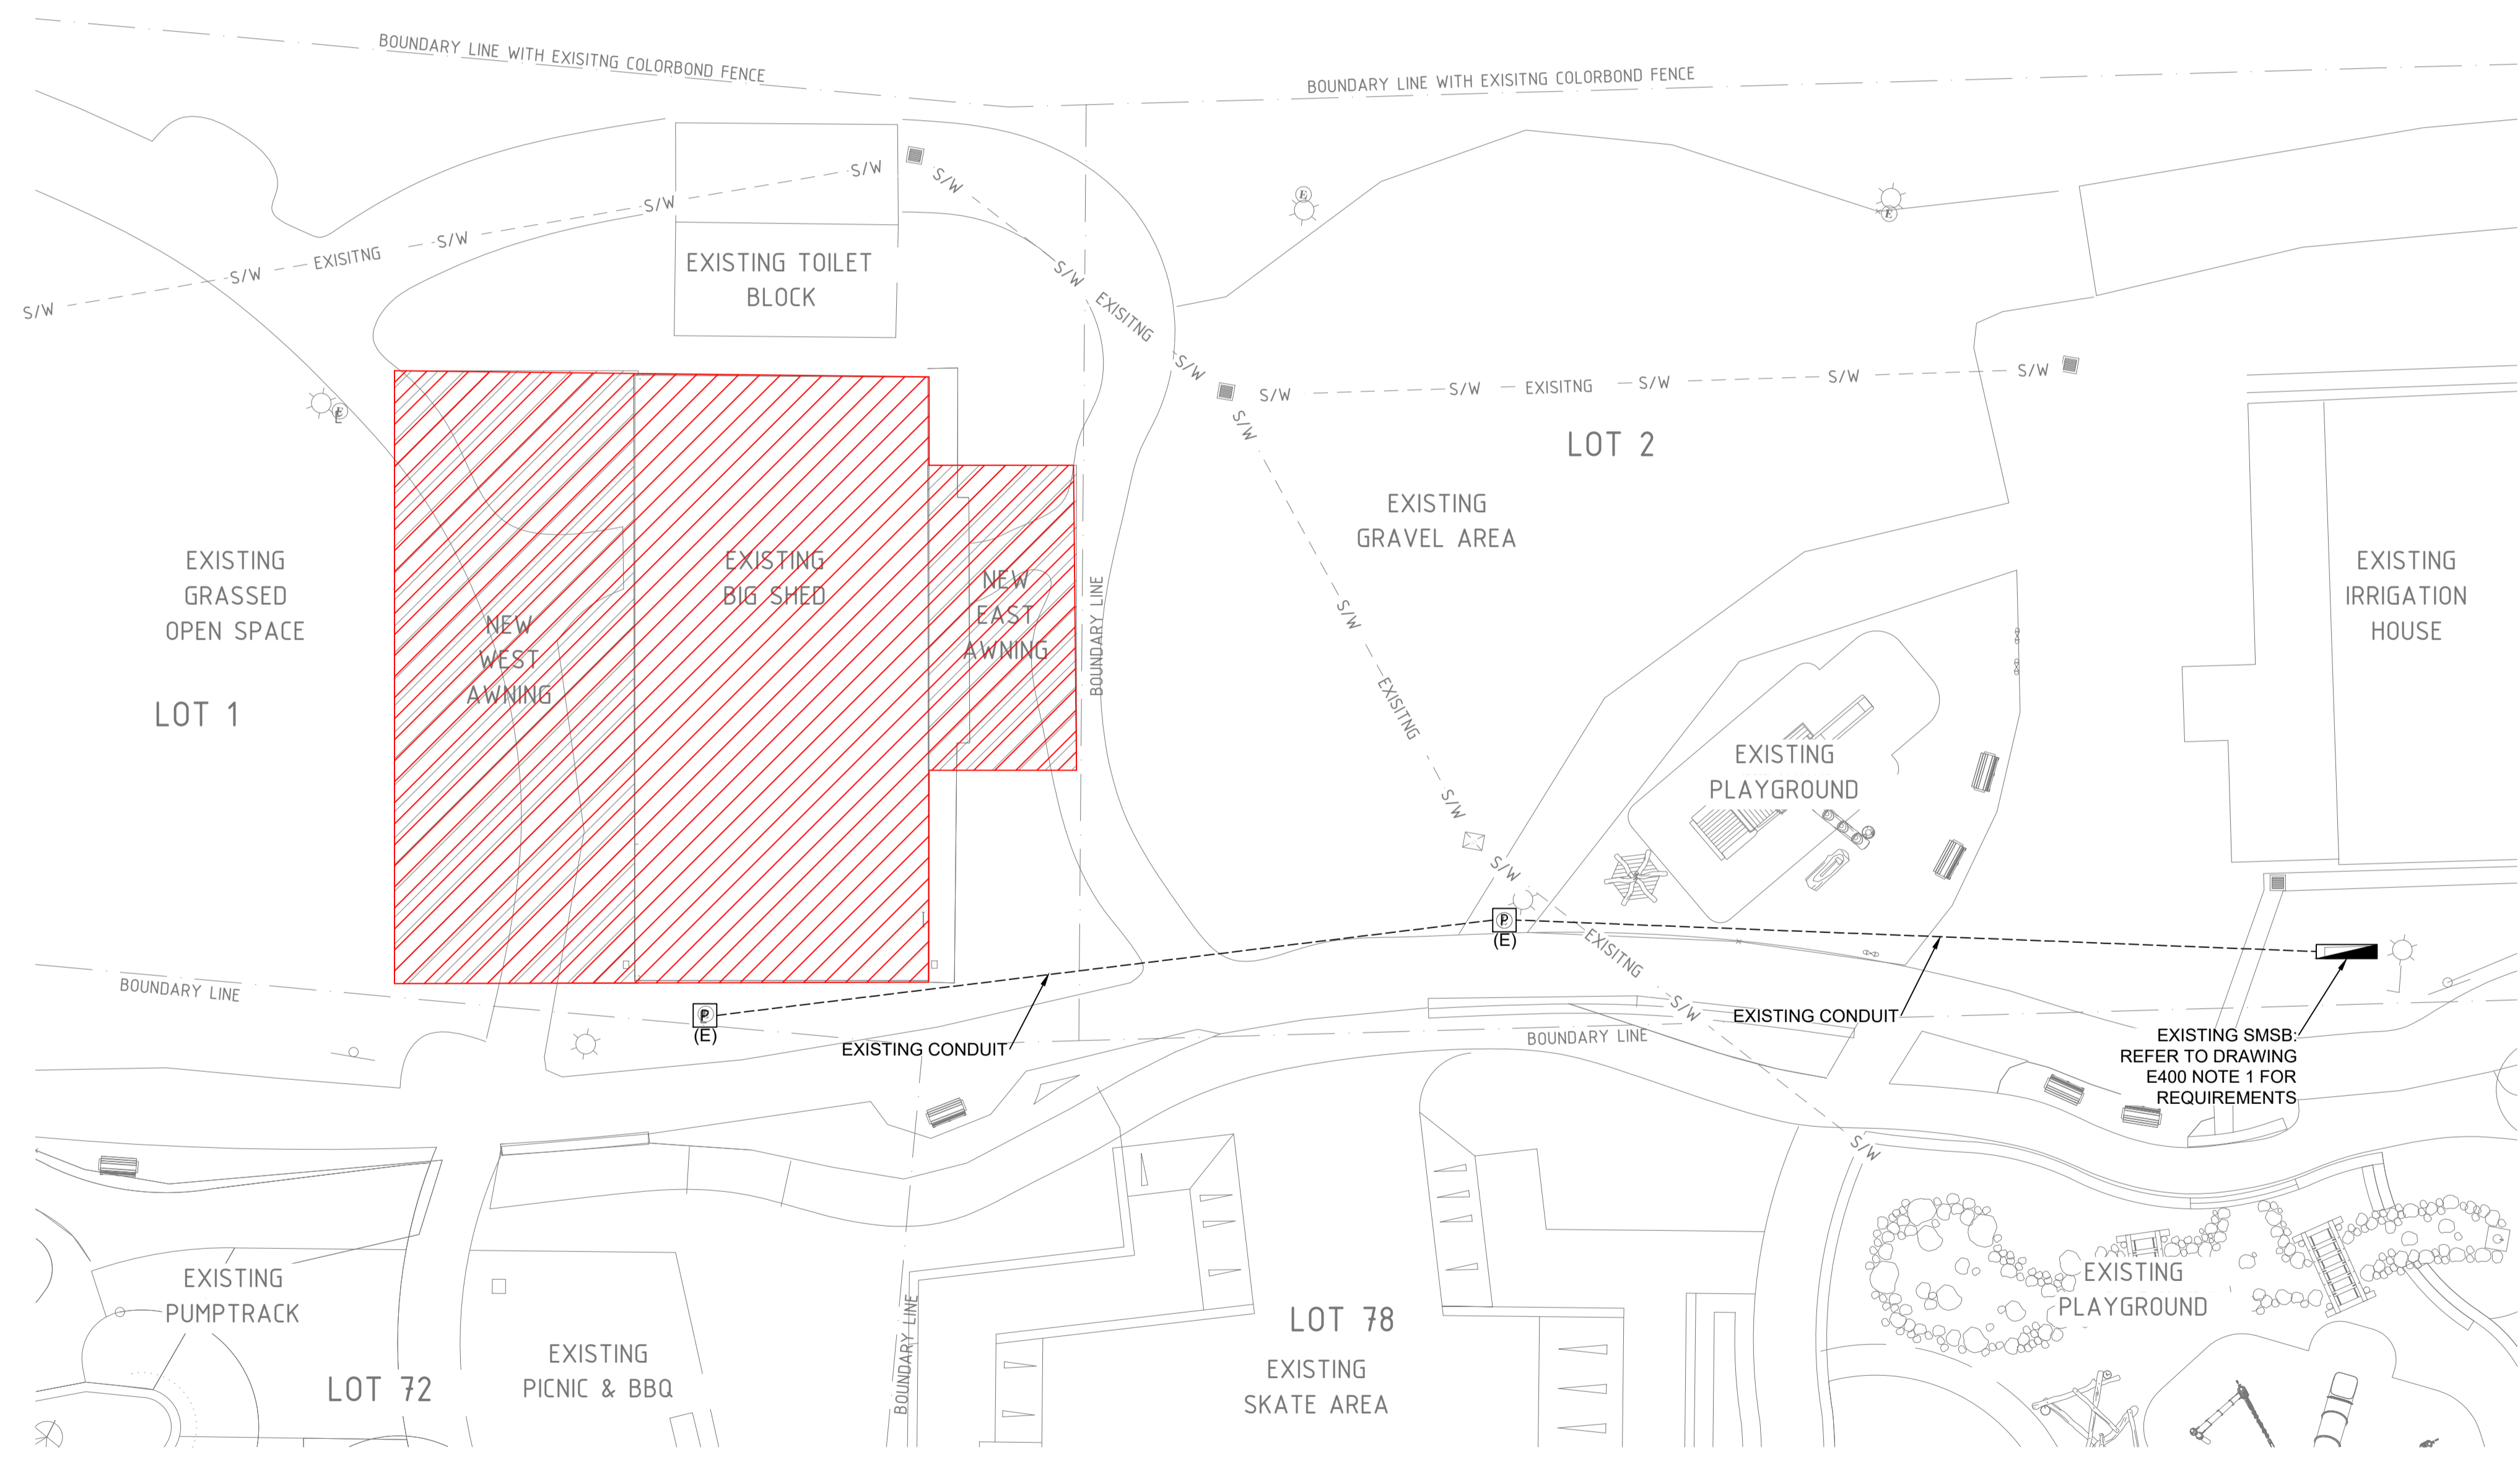 BOUNDARY LINE WITH EXISITNG COLORBOND FENCE
BOUNDARY LINE WITH EXISITNG COLORBOND FENCE
S/W
S/W
EXISITNG
S/W
S/W
S/W
S/W
S/W
EXISITNG
S/W
EXISTING TOILET
BLOCK
E
E
E
S/W
S/W
EXISITNG
S/W
S/W
S/W
LOT 2
S/W
S/W
EXISITNG
S/W
S/W
EXISITNG
S/W
S/W
EXISTING
GRAVEL AREA
EXISTING
GRASSED
OPEN SPACE
LOT 1
NEW
WEST
AWNING
EXISTING
BIG SHED
NEW
EAST
AWNING
BOUNDARY LINE
EXISTING
PLAYGROUND
EXISTING
IRRIGATION
HOUSE
BOUNDARY LINE
P
(E)
P
(E)
EXISTING CONDUIT
EXISTING CONDUIT
BOUNDARY LINE
EXISTING SMSB:
REFER TO DRAWING
E400 NOTE 1 FOR
REQUIREMENTS
EXISTING
PUMPTRACK
LOT 72
EXISTING
PICNIC & BBQ
BOUNDARY LINE
LOT 78
EXISTING
SKATE AREA
EXISTING
PLAYGROUND